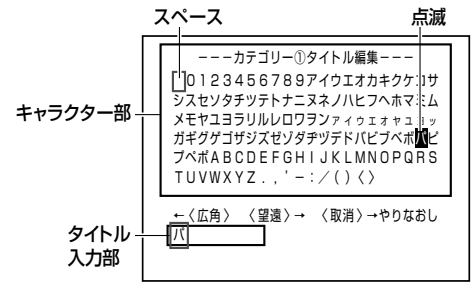 スペース
点滅
---カテゴリー①タイトル編集---
0123456789アイウエオカキクケコサ
シスセソタチツテトナニヌネノハヒフヘホマミム
メモヤユヨラリルレロワヲンァィゥェォャュョッ
ガギグゲゴザジズゼゾダヂヅデドバビブベボパピ
プペポABCDEFGHIJKLMNOPQRS
TUVWXYZ.,'-:/()〈〉
キャラクター部
←〈広角〉 〈望遠〉→ 〈取消〉→やりなおし
タイトル
入力部
パ